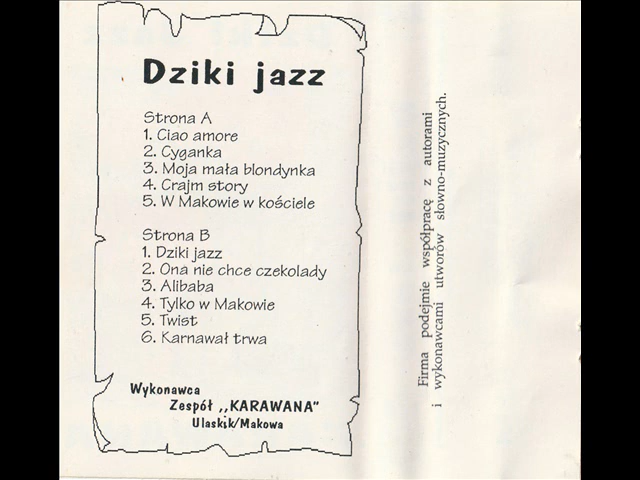 Dziki jazz
Strona A
1. Ciao amore
2. Cyganka
3. Moja mała blondynka
4. Crajm story
5. W Makowie w kościele
Strona B
1. Dziki jazz
2. Ona nie chce czekolady
3. Alibaba
4. Tylko w Makowie
5. Twist
6. Karnawał trwa
Wykonawca
Zespół ,,KARAWANA"
Ulaskik/Makowa
Firma podejmie współpracę z autorami
i wykonawcami utworów słowno-muzycznych.